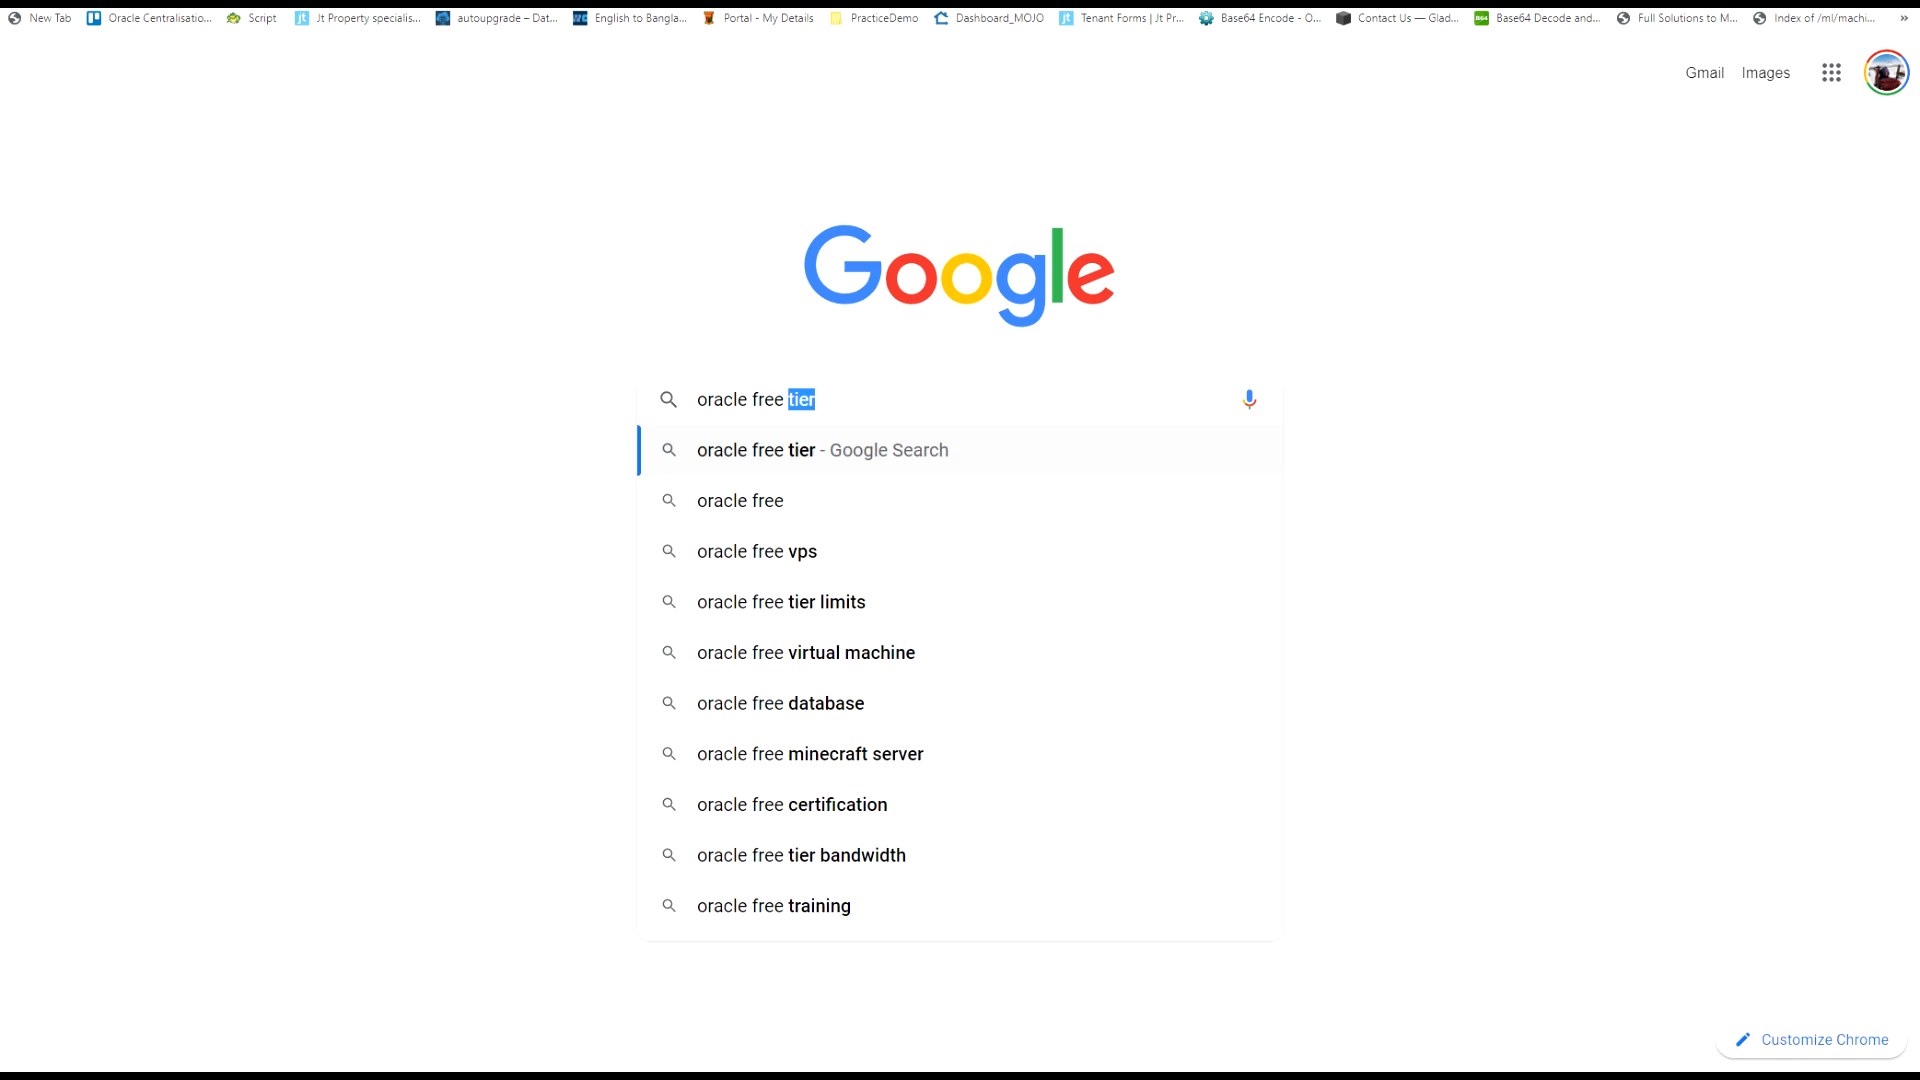 New Tab Oracle Centralisatio... Script Jt Property specialis... autoupgrade – Dat... English to Bangla... Portal - My Details PracticeDemo Dashboard_MOJO Tenant Forms | Jt Pr... Base64 Encode - O... Contact Us — Glad... Base64 Decode and... Full Solutions to M... Index of /ml/machi... »
Gmail Images
Google
oracle free tier
oracle free tier - Google Search
oracle free
oracle free vps
oracle free tier limits
oracle free virtual machine
oracle free database
oracle free minecraft server
oracle free certification
oracle free tier bandwidth
oracle free training
Customize Chrome